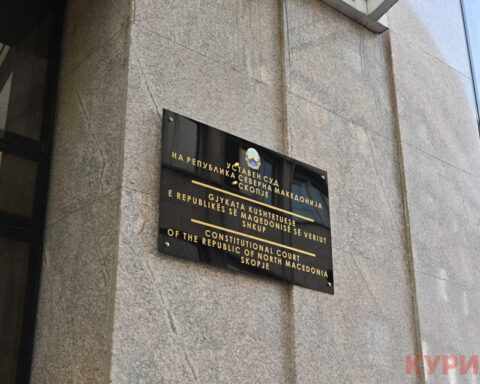 УСТАВЕН СУД
НА РЕПУБЛИКА СЕВЕРНА МАКЕДОНИЈА
СКОПЈЕ
GJYKATA KUSHTETUESE
E REPUBLIKËS SË MAQEDONISË SË VERIUT
SHKUP
CONSTITUTIONAL COURT
OF THE REPUBLIC OF NORTH MACEDONIA
SKOPJE
КУРИ